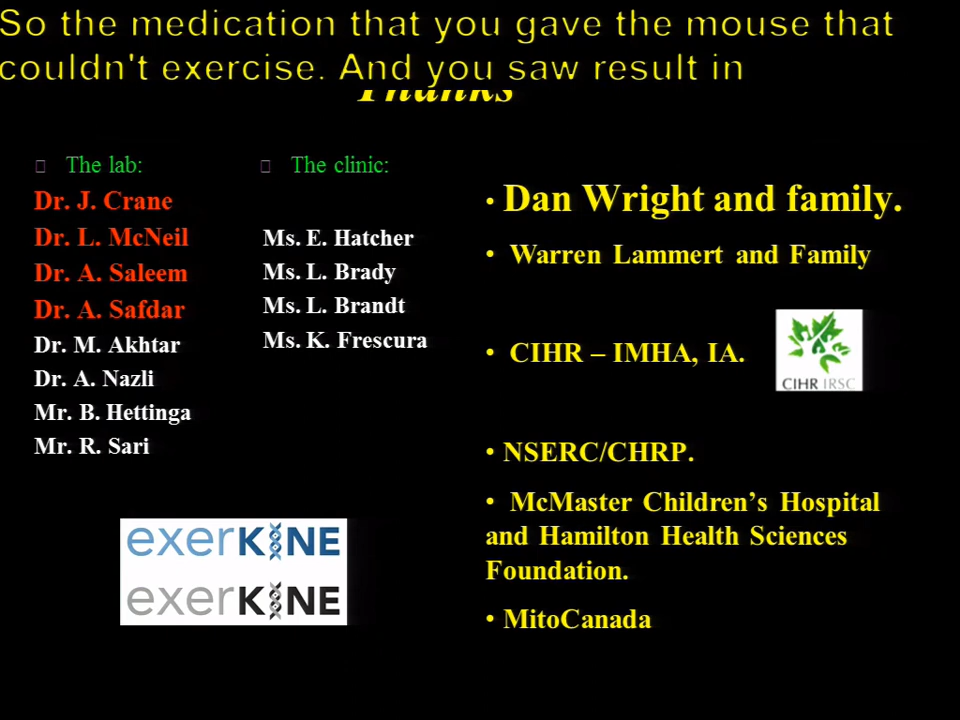 So the medication that you gave the mouse that
couldn't exercise. And you saw result in
Thanks
The lab:
Dr. J. Crane
Dr. L. McNeil
Dr. A. Saleem
Dr. A. Safdar
Dr. M. Akhtar
Dr. A. Nazli
Mr. B. Hettinga
Mr. R. Sari
The clinic:
Ms. E. Hatcher
Ms. L. Brady
Ms. L. Brandt
Ms. K. Frescura
• Dan Wright and family.
• Warren Lammert and Family
• CIHR – IMHA, IA.
CIHR IRSC
• NSERC/CHRP.
• McMaster Children’s Hospital
and Hamilton Health Sciences
Foundation.
• MitoCanada
exerKINE
exerKINE